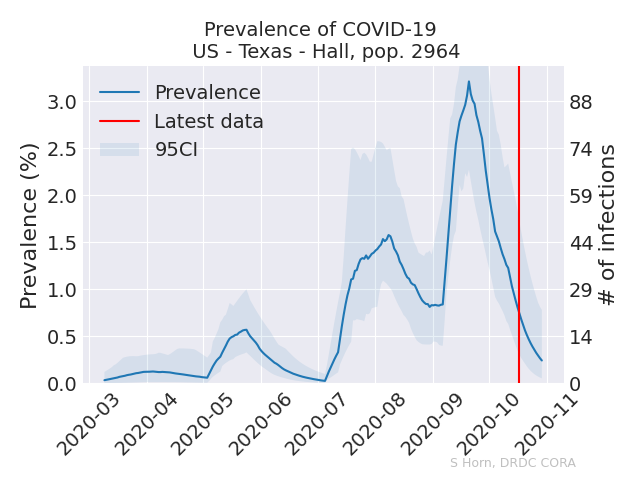 Prevalence of COVID-19
US - Texas - Hall, pop. 2964
Prevalence
Latest data
95CI
Prevalence (%)
3.0
2.5
2.0
1.5
1.0
0.5
0.0
88
74
59
44
29
14
0
# of infections
2020-03
2020-04
2020-05
2020-06
2020-07
2020-08
2020-09
2020-10
2020-11
S Horn, DRDC CORA